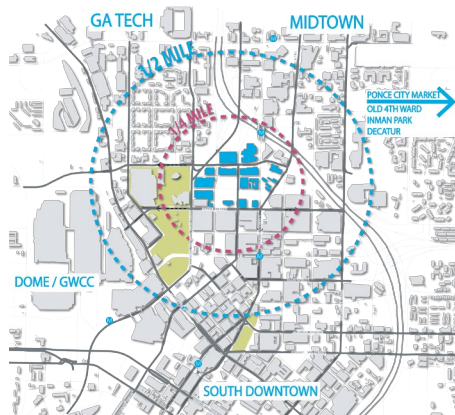 GA TECH
MIDTOWN
1/2 MILE
PONCE CITY MARKET
OLD 4TH WARD
INMAN PARK
DECATUR
1/4 MILE
DOME / GWCC
SOUTH DOWNTOWN